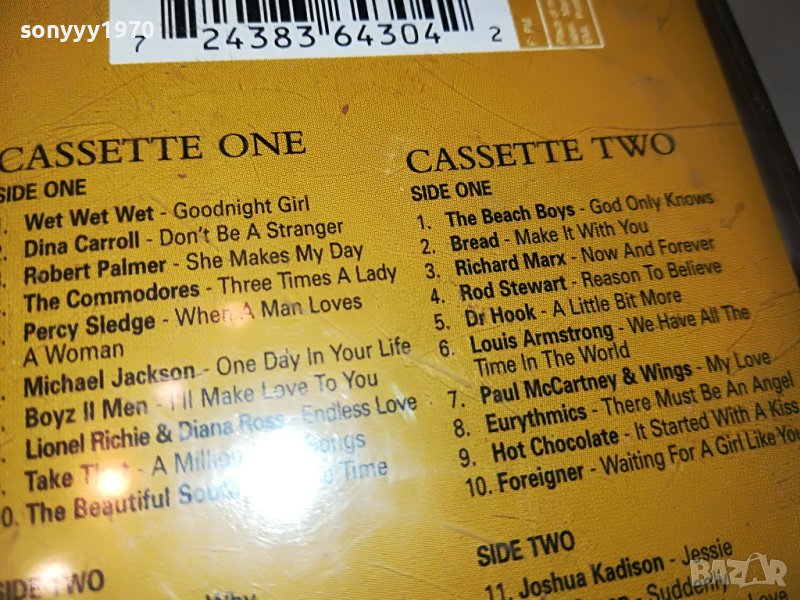 sonyyy1970
7 24383 64304 2
CASSETTE ONE
SIDE ONE
Wet Wet Wet - Goodnight Girl
Dina Carroll - Don't Be A Stranger
Robert Palmer - She Makes My Day
The Commodores - Three Times A Lady
Percy Sledge - When A Man Loves
A Woman
Michael Jackson - One Day In Your Life
Boyz II Men - I'll Make Love To You
Lionel Richie & Diana Ross - Endless Love
Take That - A Million Songs
0. The Beautiful Time
SIDE TWO
Why
CASSETTE TWO
SIDE ONE
1. The Beach Boys - God Only Knows
2. Bread - Make It With You
3. Richard Marx - Now And Forever
4. Rod Stewart - Reason To Believe
5. Dr Hook - A Little Bit More
6. Louis Armstrong - We Have All The
Time In The World
7. Paul McCartney & Wings - My Love
8. Eurythmics - There Must Be An Angel
9. Hot Chocolate - It Started With A Kiss
10. Foreigner - Waiting For A Girl Like You
SIDE TWO
11. Joshua Kadison - Jessie
Suddenly
Love
BAZAR
bazar.bg